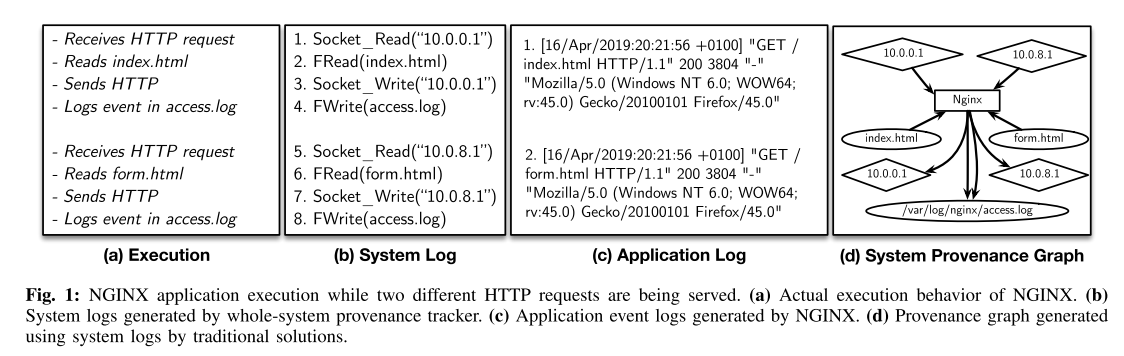 - Receives HTTP request
- Reads index.html
- Sends HTTP
- Logs event in access.log
- Receives HTTP request
- Reads form.html
- Sends HTTP
- Logs event in access.log
(a) Execution
1. Socket_Read(“10.0.0.1”)
2. FRead(index.html)
3. Socket_Write(“10.0.0.1”)
4. FWrite(access.log)
5. Socket_Read(“10.0.8.1”)
6. FRead(form.html)
7. Socket_Write(“10.0.8.1”)
8. FWrite(access.log)
(b) System Log
1. [16/Apr/2019:20:21:56 +0100] "GET /
index.html HTTP/1.1" 200 3804 "-"
"Mozilla/5.0 (Windows NT 6.0; WOW64;
rv:45.0) Gecko/20100101 Firefox/45.0"
2. [16/Apr/2019:20:21:56 +0100] "GET /
form.html HTTP/1.1" 200 3804 "-"
"Mozilla/5.0 (Windows NT 6.0; WOW64;
rv:45.0) Gecko/20100101 Firefox/45.0"
(c) Application Log
10.0.0.1
10.0.8.1
Nginx
index.html
form.html
10.0.0.1
10.0.8.1
/var/log/nginx/access.log
(d) System Provenance Graph
Fig. 1: NGINX application execution while two different HTTP requests are being served. (a) Actual execution behavior of NGINX. (b)
System logs generated by whole-system provenance tracker. (c) Application event logs generated by NGINX. (d) Provenance graph generated
using system logs by traditional solutions.